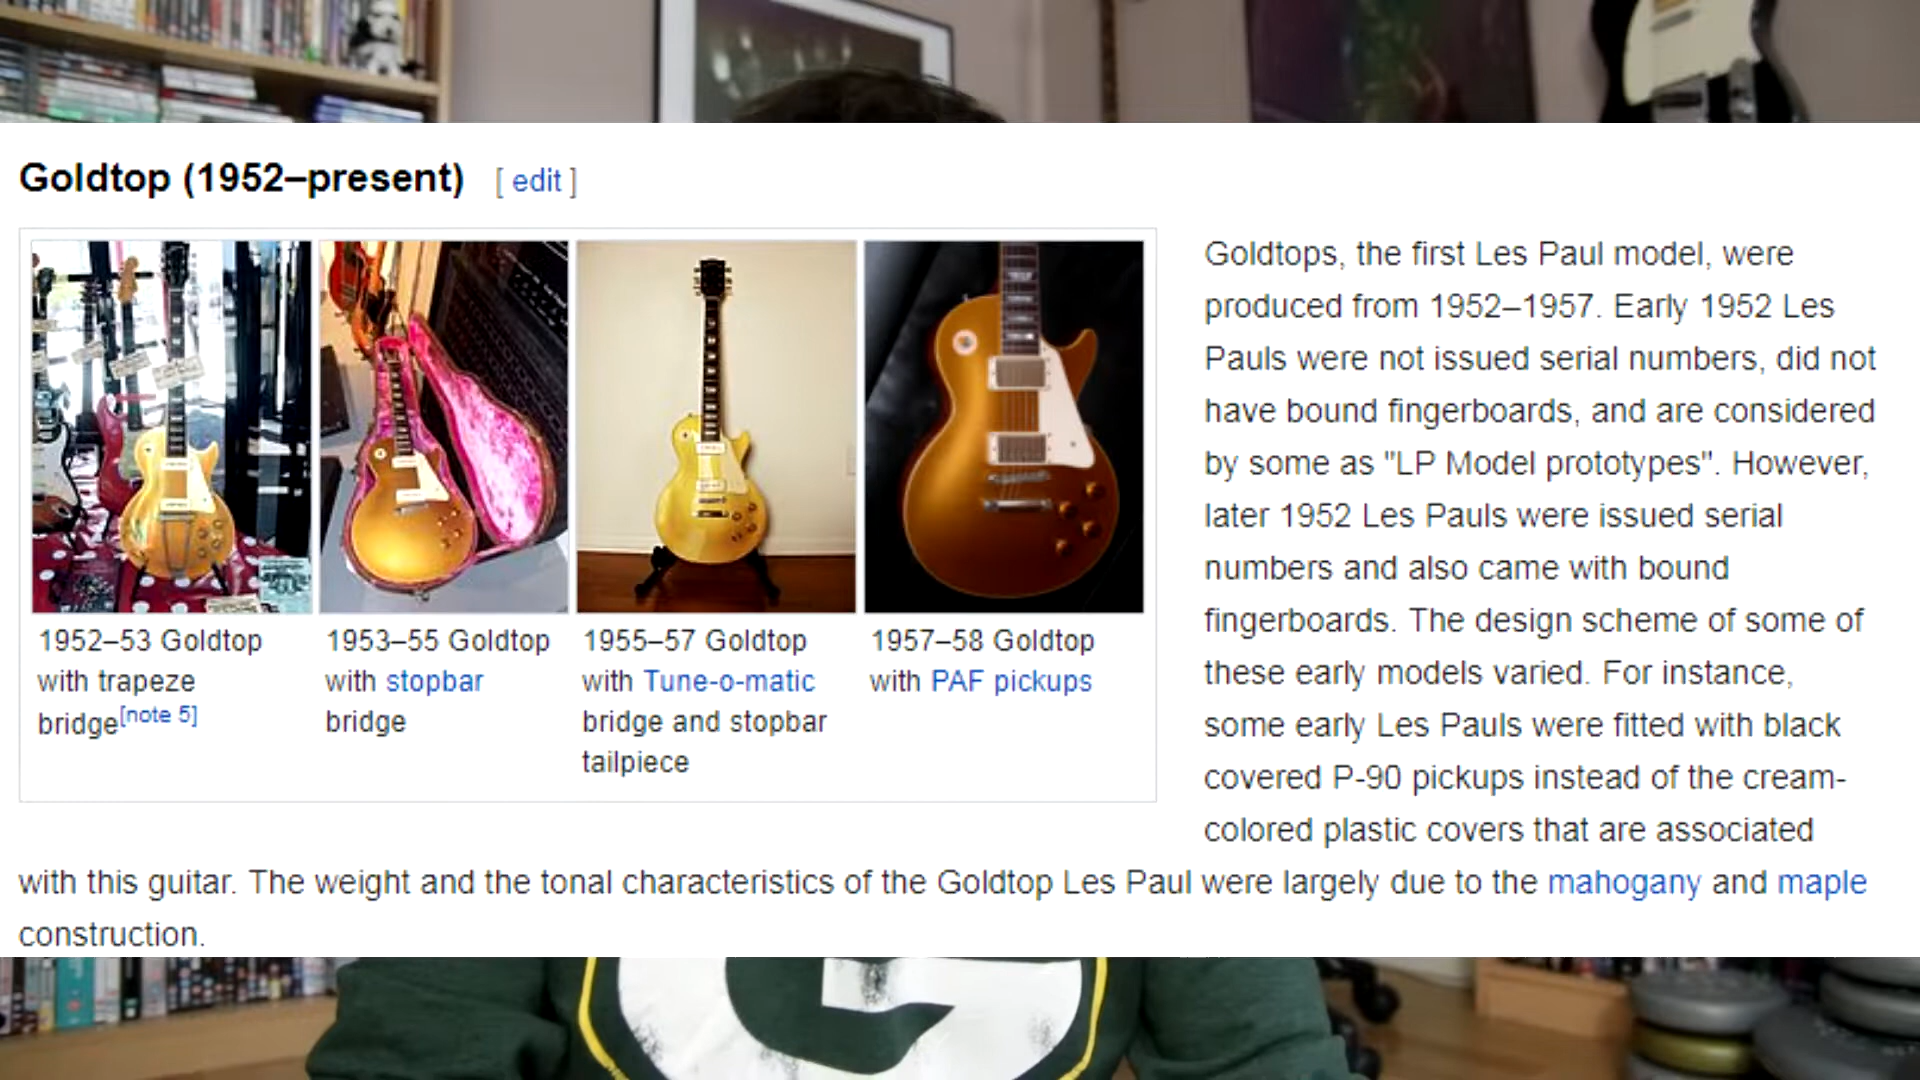 Goldtop (1952–present) [ edit ]
1952–53 Goldtop
with trapeze
bridge[note 5]
1953–55 Goldtop
with stopbar
bridge
1955–57 Goldtop
with Tune-o-matic
bridge and stopbar
tailpiece
1957–58 Goldtop
with PAF pickups
Goldtops, the first Les Paul model, were
produced from 1952–1957. Early 1952 Les
Pauls were not issued serial numbers, did not
have bound fingerboards, and are considered
by some as "LP Model prototypes". However,
later 1952 Les Pauls were issued serial
numbers and also came with bound
fingerboards. The design scheme of some of
these early models varied. For instance,
some early Les Pauls were fitted with black
covered P-90 pickups instead of the cream-
colored plastic covers that are associated
with this guitar. The weight and the tonal characteristics of the Goldtop Les Paul were largely due to the mahogany and maple
construction.
G